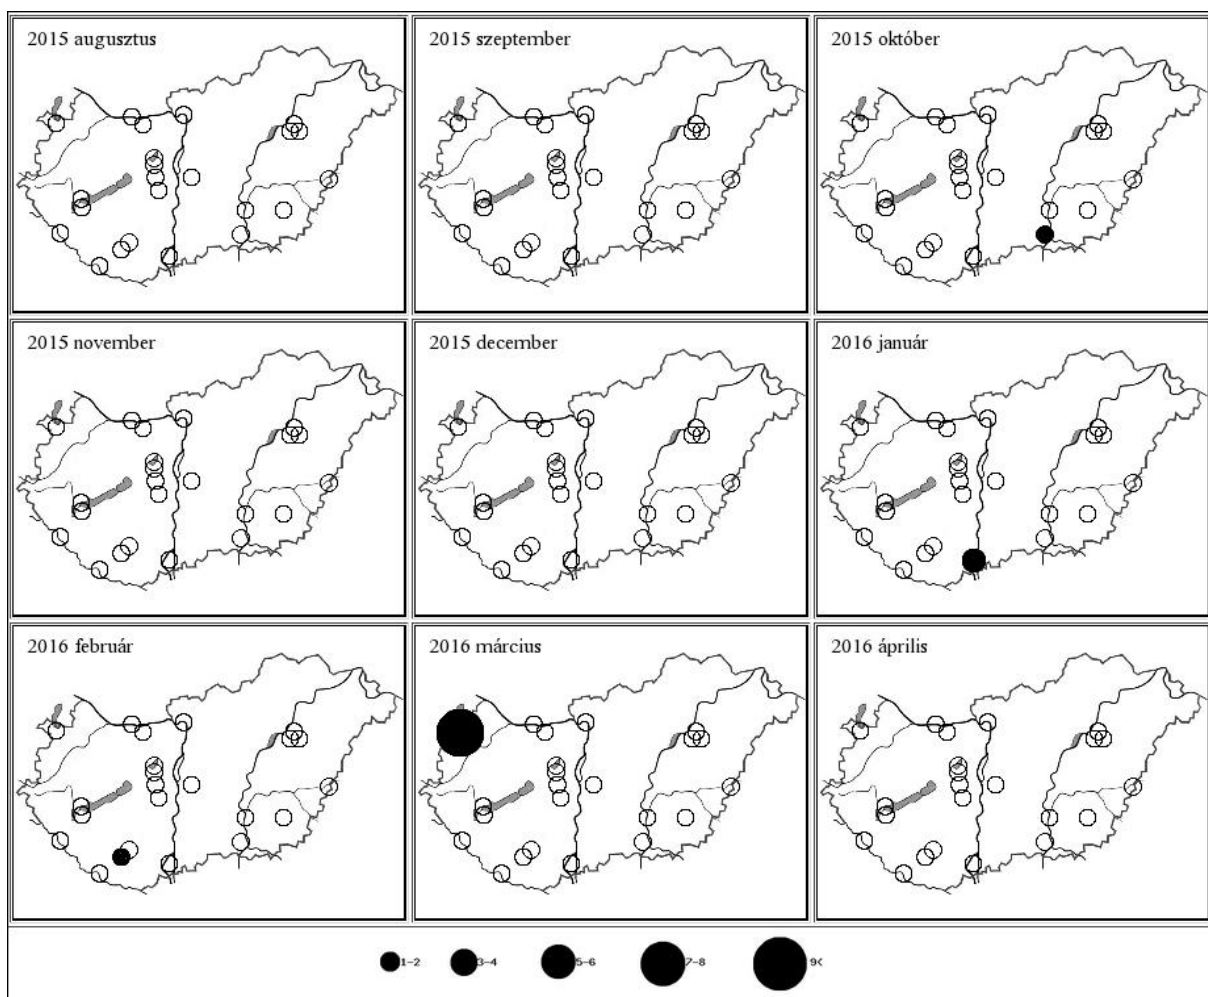 2015 augusztus
2015 szeptember
2015 október
2015 november
2015 december
2016 január
2016 február
2016 március
2016 április
1-2 3-4 5-6 7-8 9<